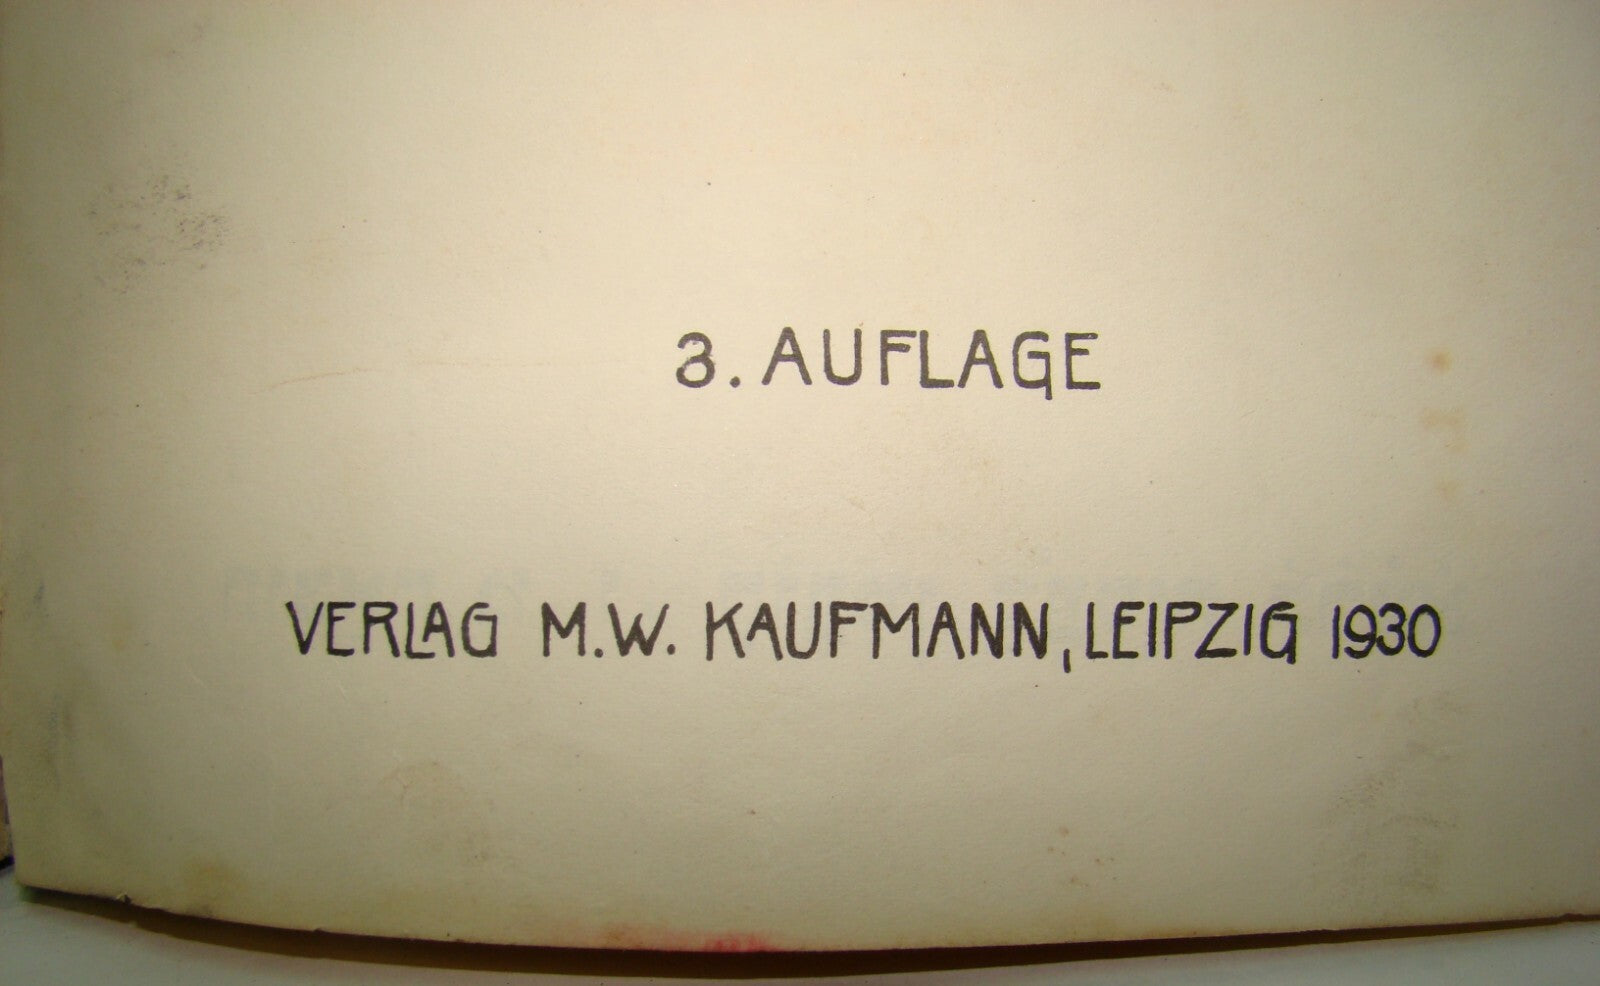 3. AUFLAGE
VERLAG M.W. KAUFMANN, LEIPZIG 1930